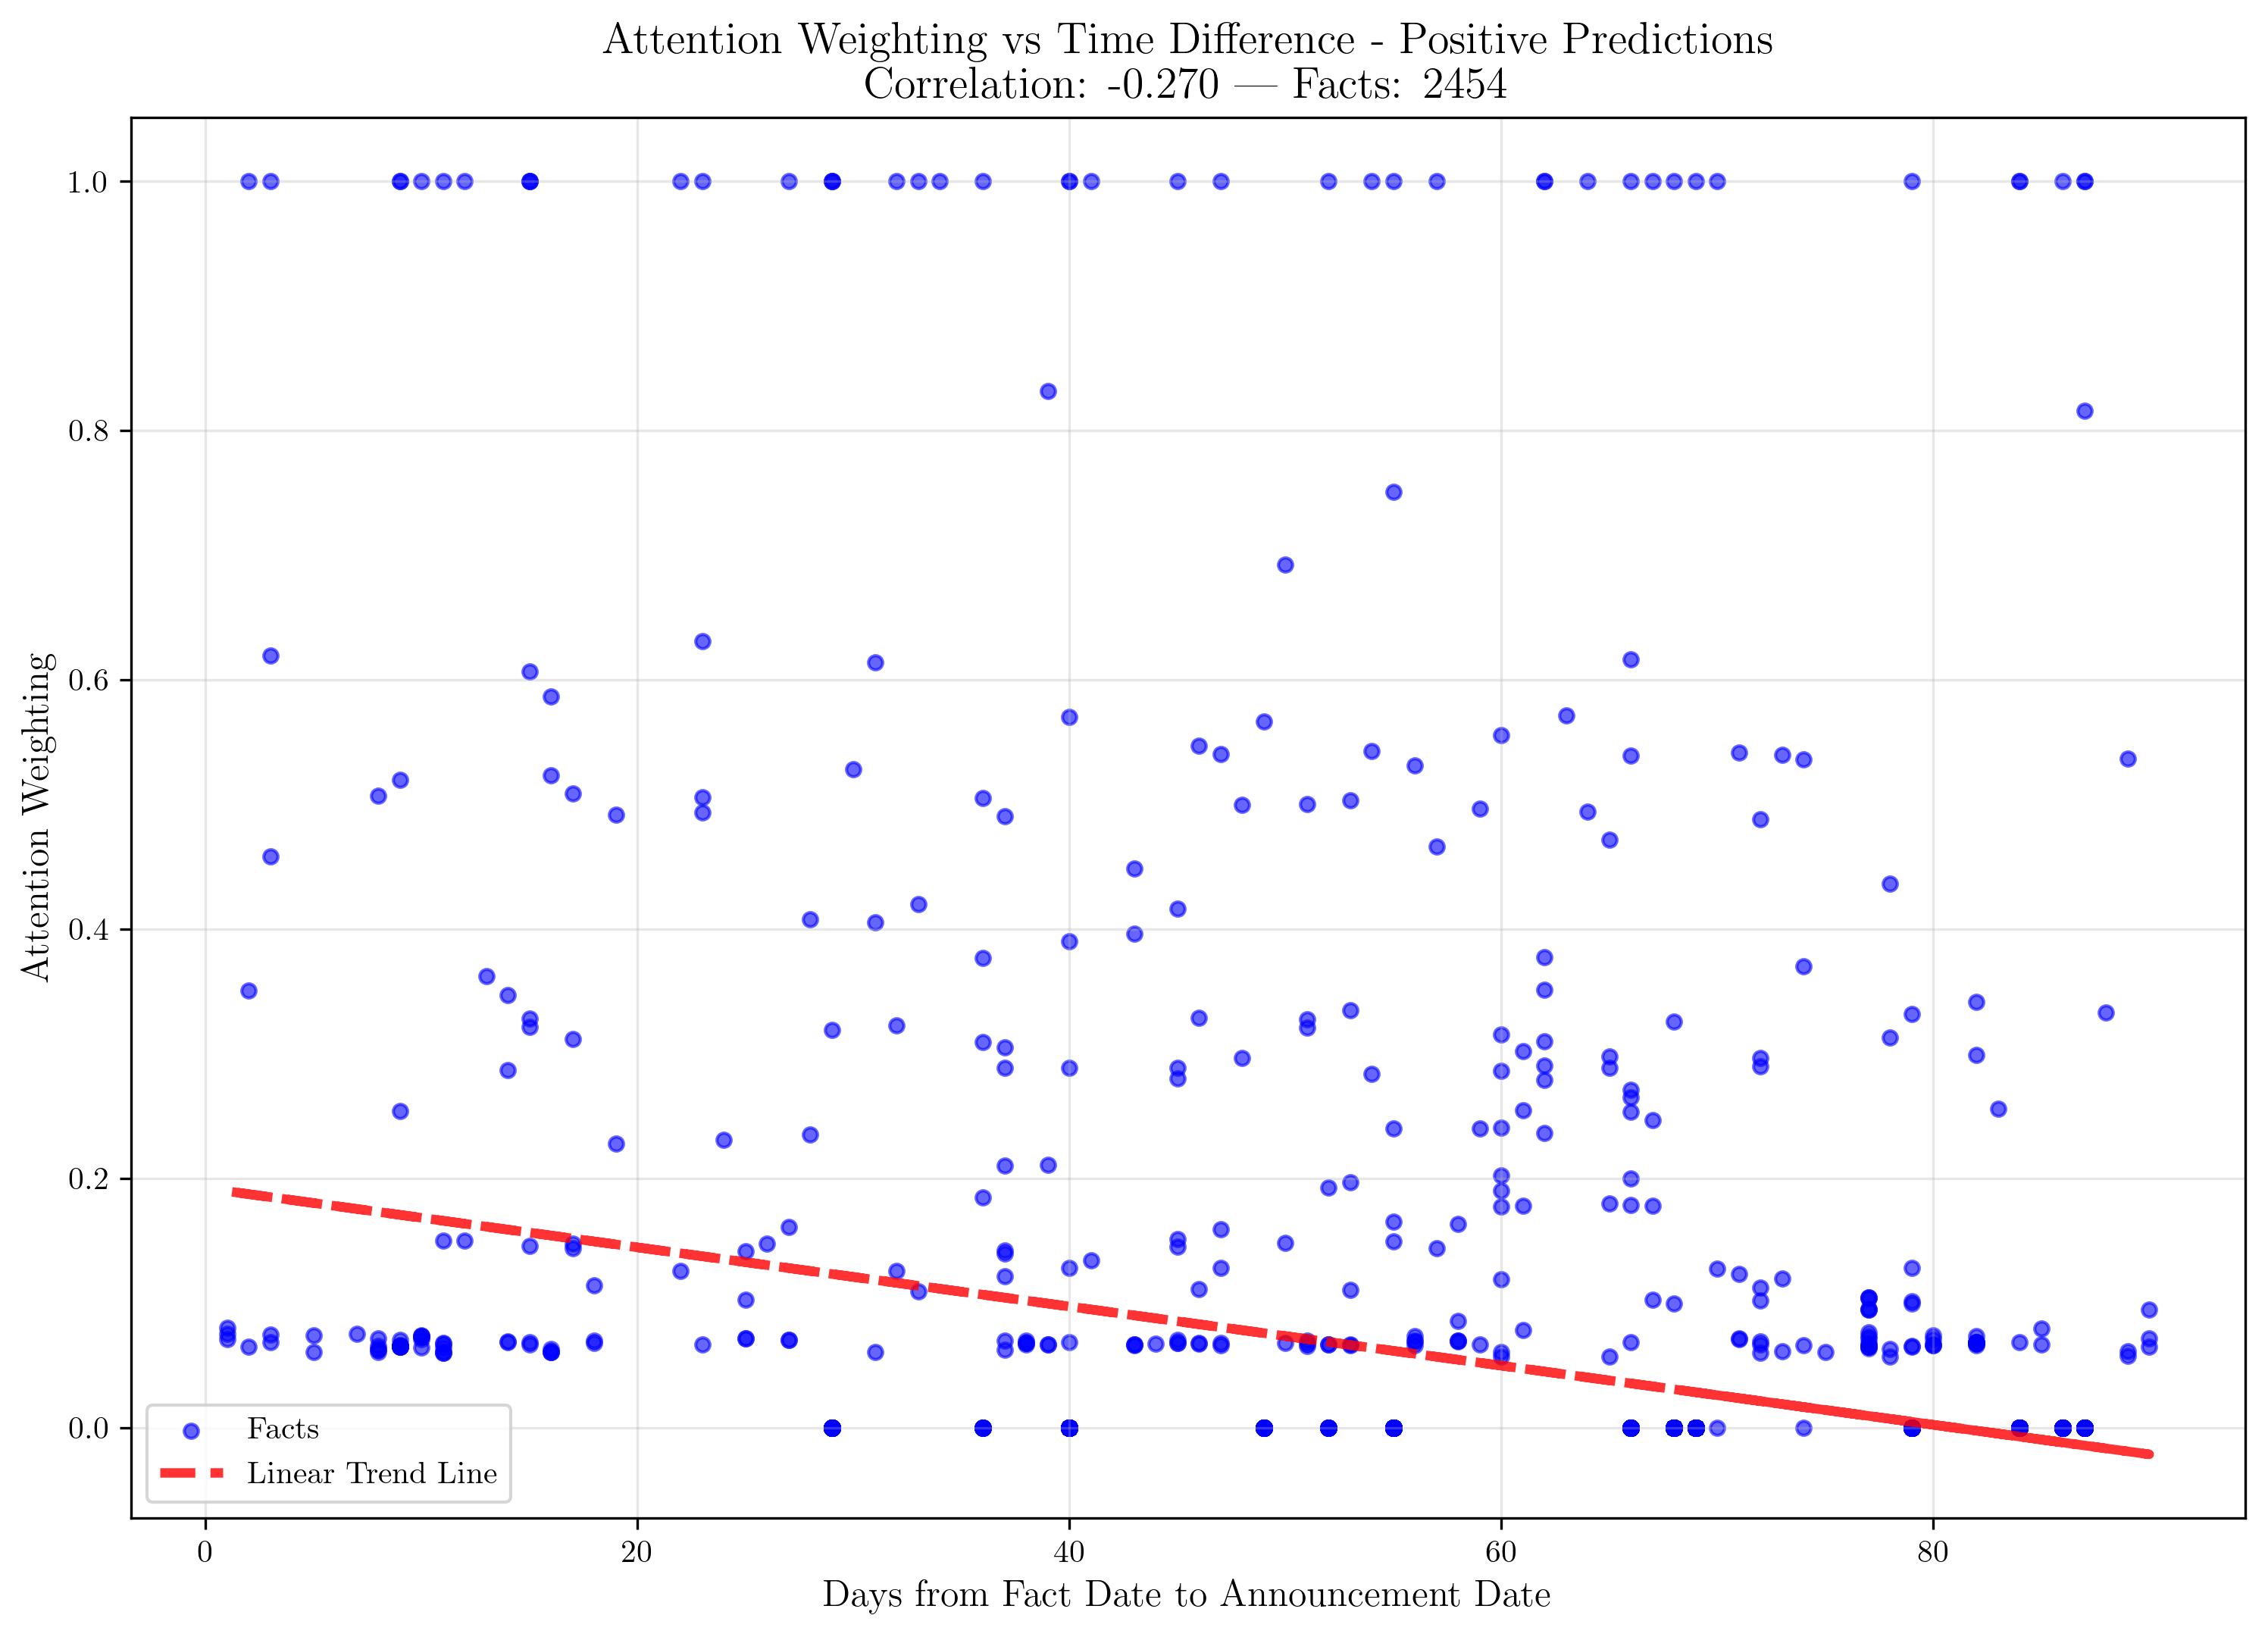 Attention Weighting vs Time Difference - Positive Predictions
Correlation: -0.270 — Facts: 2454
1.0
0.8
0.6
0.4
0.2
0.0
Attention Weighting
Facts
Linear Trend Line
0
20
40
60
80
Days from Fact Date to Announcement Date